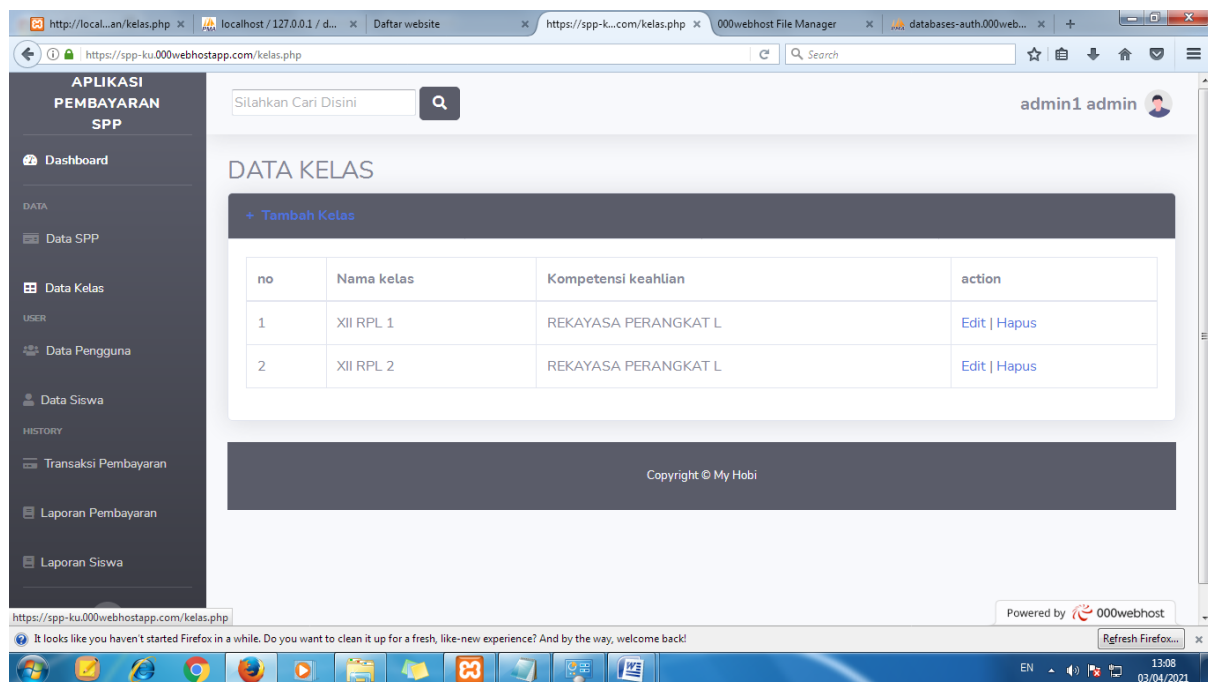 http://local...an/kelas.php
localhost / 127.0.0.1 / d...
Daftar website
https://spp-k...com/kelas.php
000webhost File Manager
databases-auth.000web...
https://spp-ku.000webhostapp.com/kelas.php
Search
APLIKASI
PEMBAYARAN
SPP
Silahkan Cari Disini
admin1 admin
Dashboard
DATA
Data SPP
Data Kelas
USER
Data Pengguna
Data Siswa
HISTORY
Transaksi Pembayaran
Laporan Pembayaran
Laporan Siswa
DATA KELAS
+ Tambah Kelas
no Nama kelas Kompetensi keahlian action
1 XII RPL 1 REKAYASA PERANGKAT L Edit | Hapus
2 XII RPL 2 REKAYASA PERANGKAT L Edit | Hapus
Copyright © My Hobi
Powered by 000webhost
https://spp-ku.000webhostapp.com/kelas.php
It looks like you haven't started Firefox in a while. Do you want to clean it up for a fresh, like-new experience? And by the way, welcome back!
Refresh Firefox...
EN
13:08
03/04/2021